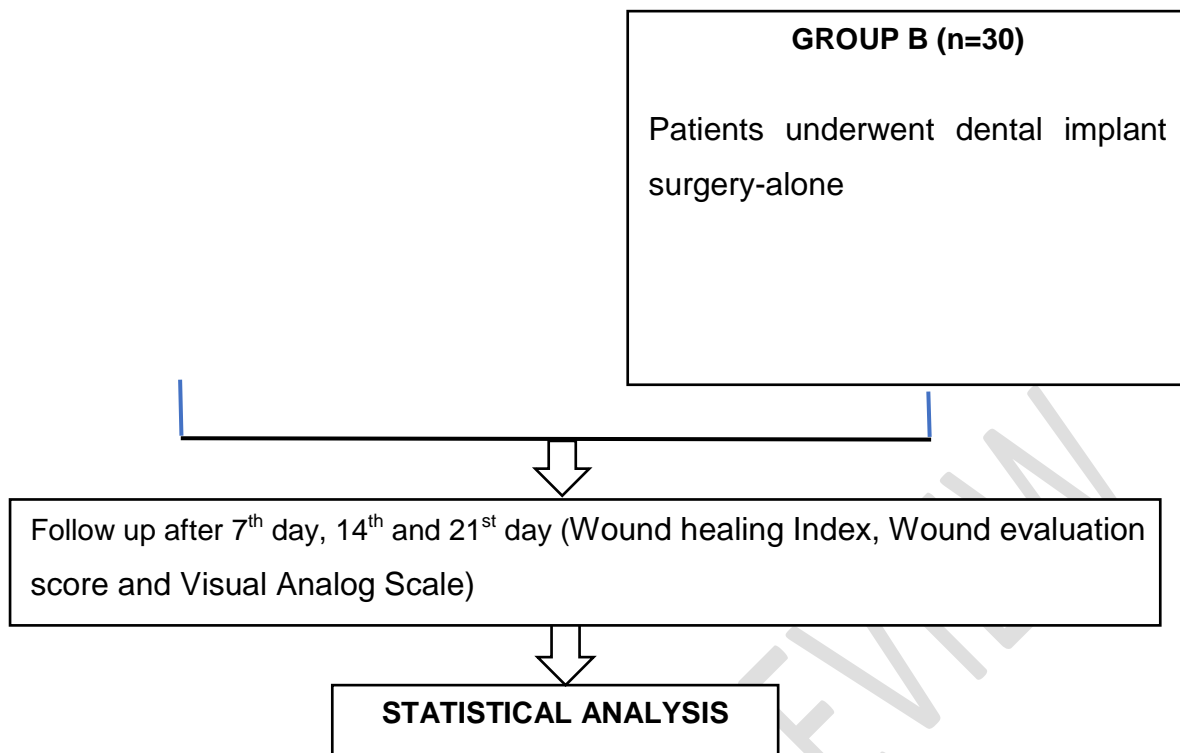 GROUP B (n=30)
Patients underwent dental implant
surgery-alone
Follow up after 7th day, 14th and 21st day (Wound healing Index, Wound evaluation
score and Visual Analog Scale)
STATISTICAL ANALYSIS